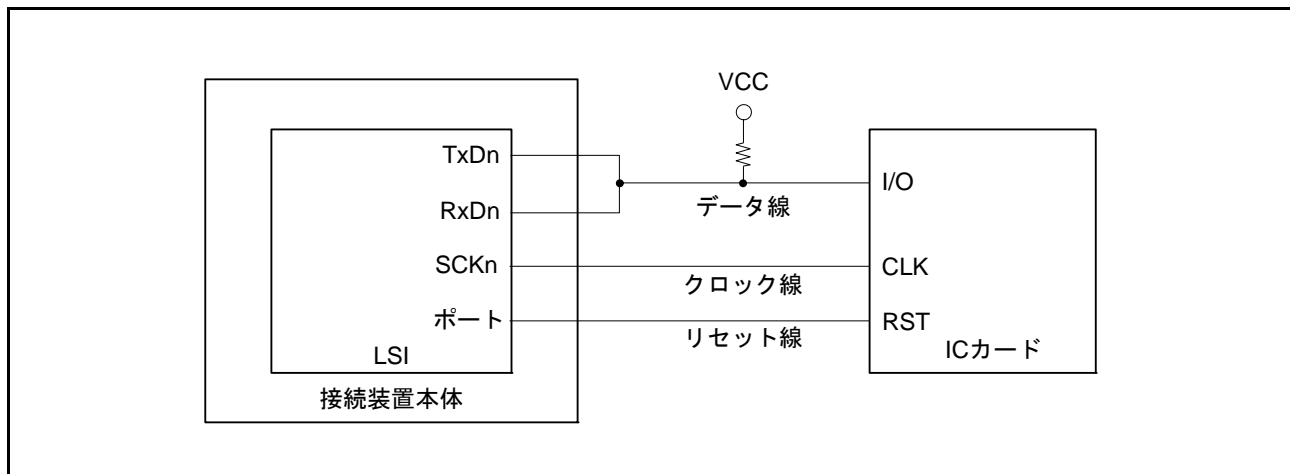 VCC
TxDn
RxDn
SCKn
ポート
LSI
接続装置本体
データ線
クロック線
リセット線
I/O
CLK
RST
ICカード